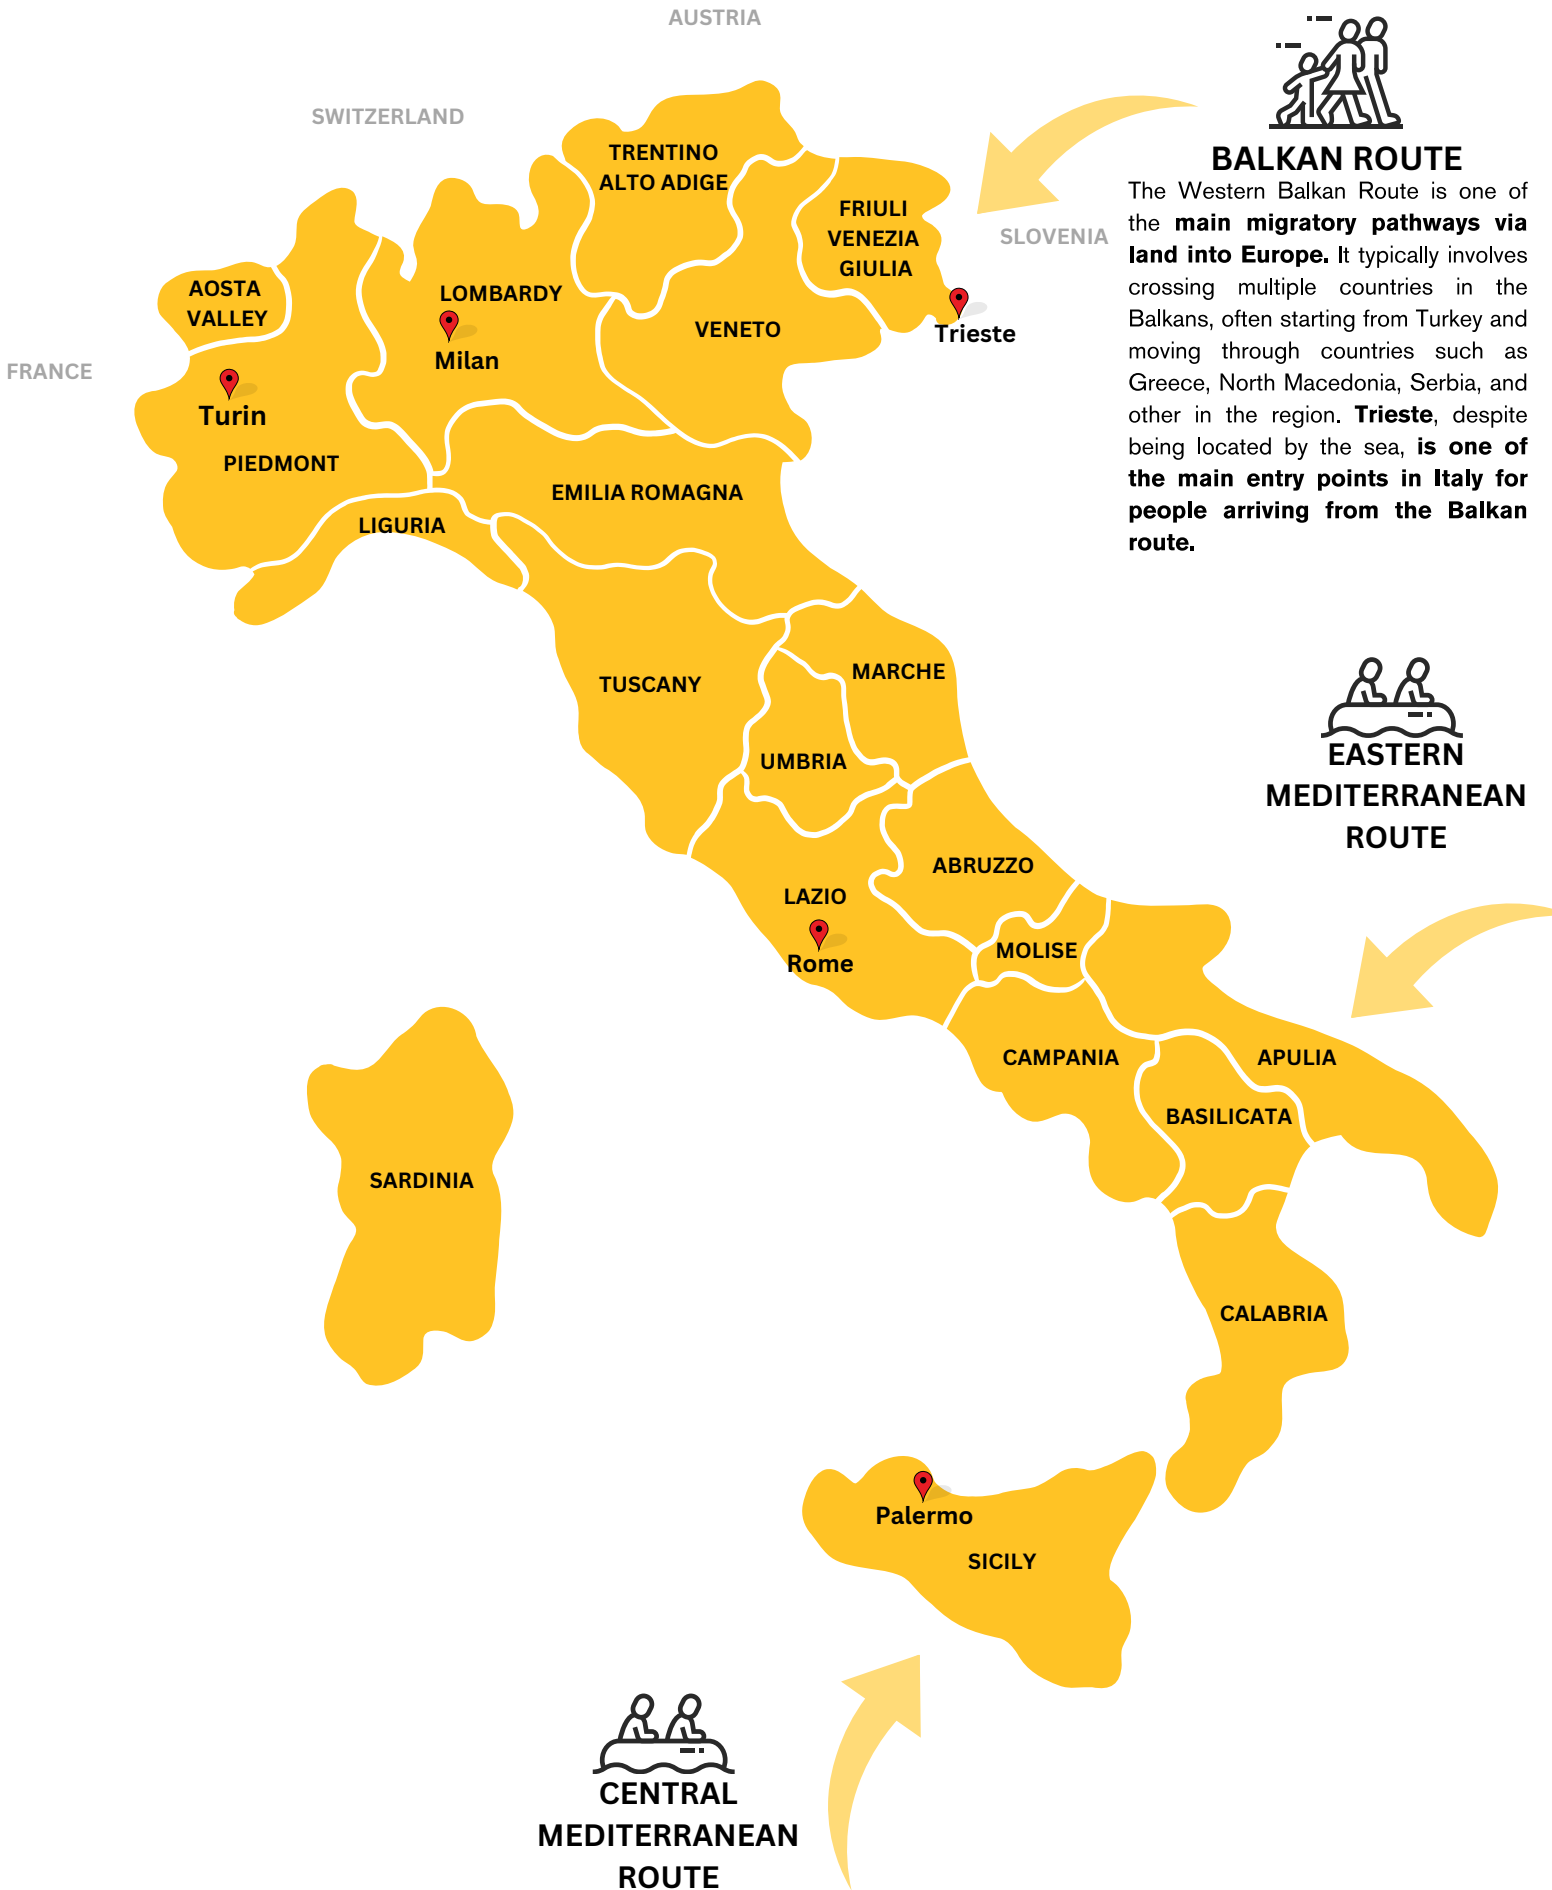 AUSTRIA
SWITZERLAND
TRENTINO
ALTO ADIGE
FRIULI
VENEZIA
GIULIA
SLOVENIA
AOSTA
VALLEY
LOMBARDY
Milan
VENETO
Trieste
FRANCE
Turin
PIEDMONT
EMILIA ROMAGNA
LIGURIA
BALKAN ROUTE
The Western Balkan Route is one of
the main migratory pathways via
land into Europe. It typically involves
crossing multiple countries in the
Balkans, often starting from Turkey and
moving through countries such as
Greece, North Macedonia, Serbia, and
other in the region. Trieste, despite
being located by the sea, is one of
the main entry points in Italy for
people arriving from the Balkan
route.
TUSCANY
MARCHE
UMBRIA
EASTERN
MEDITERRANEAN
ROUTE
ABRUZZO
LAZIO
Rome
MOLISE
CAMPANIA
APULIA
BASILICATA
SARDINIA
CALABRIA
Palermo
SICILY
CENTRAL
MEDITERRANEAN
ROUTE